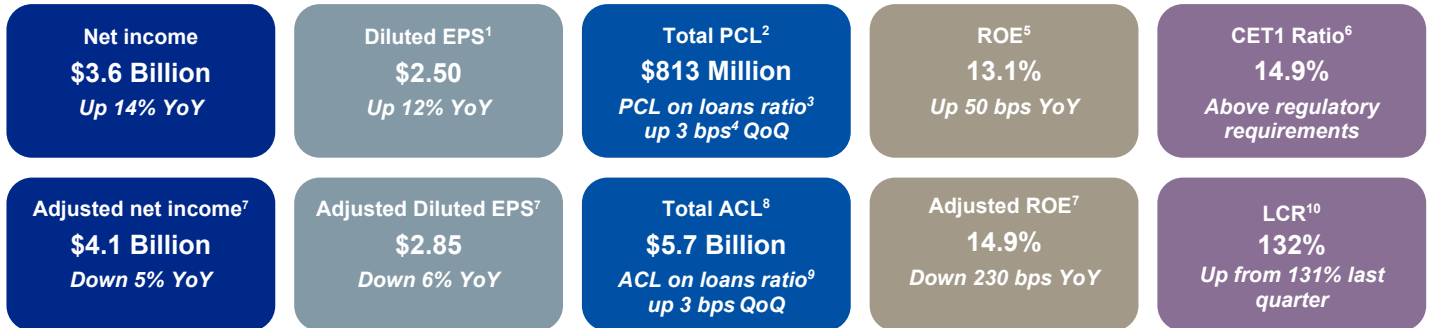 Net income
$3.6 Billion
Up 14% YoY
Diluted EPS¹
$2.50
Up 12% YoY
Total PCL²
$813 Million
PCL on loans ratio³
up 3 bps⁴ QoQ
ROE⁵
13.1%
Up 50 bps YoY
CET1 Ratio⁶
14.9%
Above regulatory
requirements
Adjusted net income⁷
$4.1 Billion
Down 5% YoY
Adjusted Diluted EPS⁷
$2.85
Down 6% YoY
Total ACL⁸
$5.7 Billion
ACL on loans ratio⁹
up 3 bps QoQ
Adjusted ROE⁷
14.9%
Down 230 bps YoY
LCR¹⁰
132%
Up from 131% last
quarter